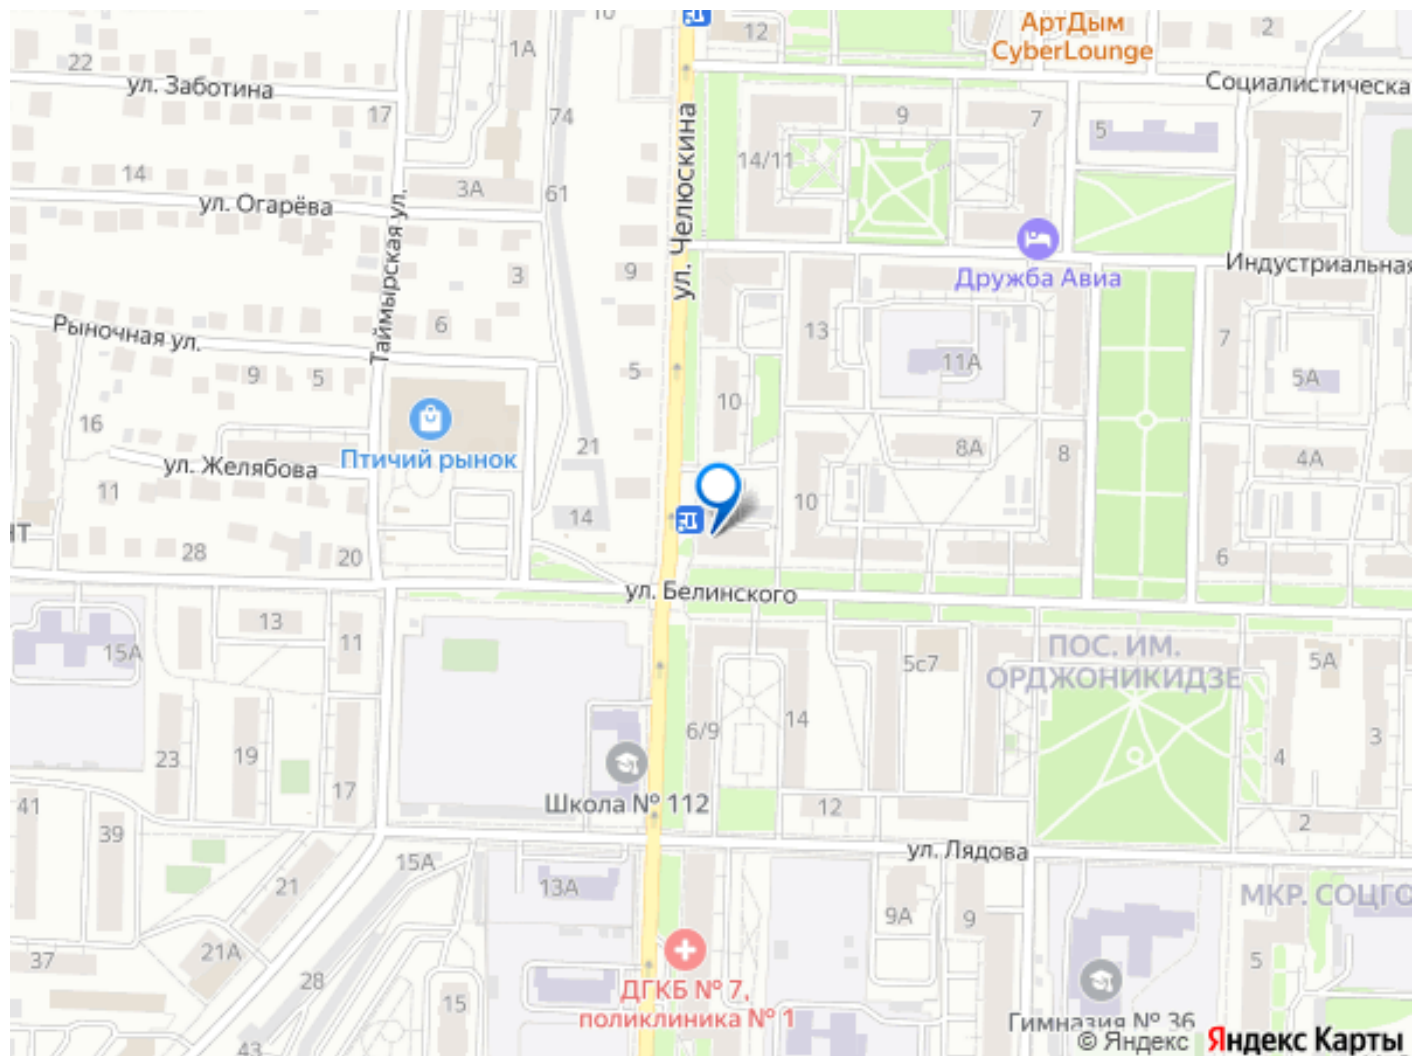 10
12
АртДым
CyberLounge
2
1А
22
ул. Заботина
Социалистическа
17
74
9
7
5
14/11
14
3А
61
ул. Огарёва
ул. Челюскина
Таймырская ул.
3
9
Дружба Авиа
Индустриальная
Рыночная ул.
6
13
7
11А
9
5
5
5А
10
16
Птичий рынок
21
8А
8
4А
ул. Желябова
11
10
14
НТ
28
20
6
ул. Белинского
13
11
15А
ПОС. ИМ.
ОРДЖОНИКИДЗЕ
5с7
5А
6/9
14
23
19
17
4
3
Школа № 112
12
2
41
39
ул. Лядова
15А
21
13А
МКР. СОЦГО
9А
9
21А
37
28
5
15
ДГКБ № 7,
поликлиника № 1
Гимназия № 36
43
© Яндекс Яндекс Карты